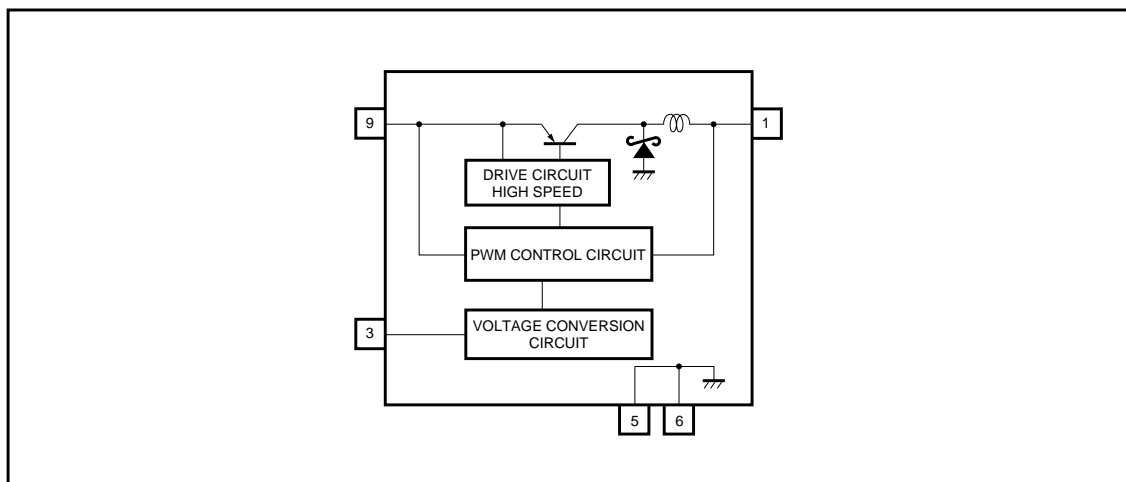 9
1
DRIVE CIRCUIT
HIGH SPEED
PWM CONTROL CIRCUIT
3
VOLTAGE CONVERSION
CIRCUIT
5
6